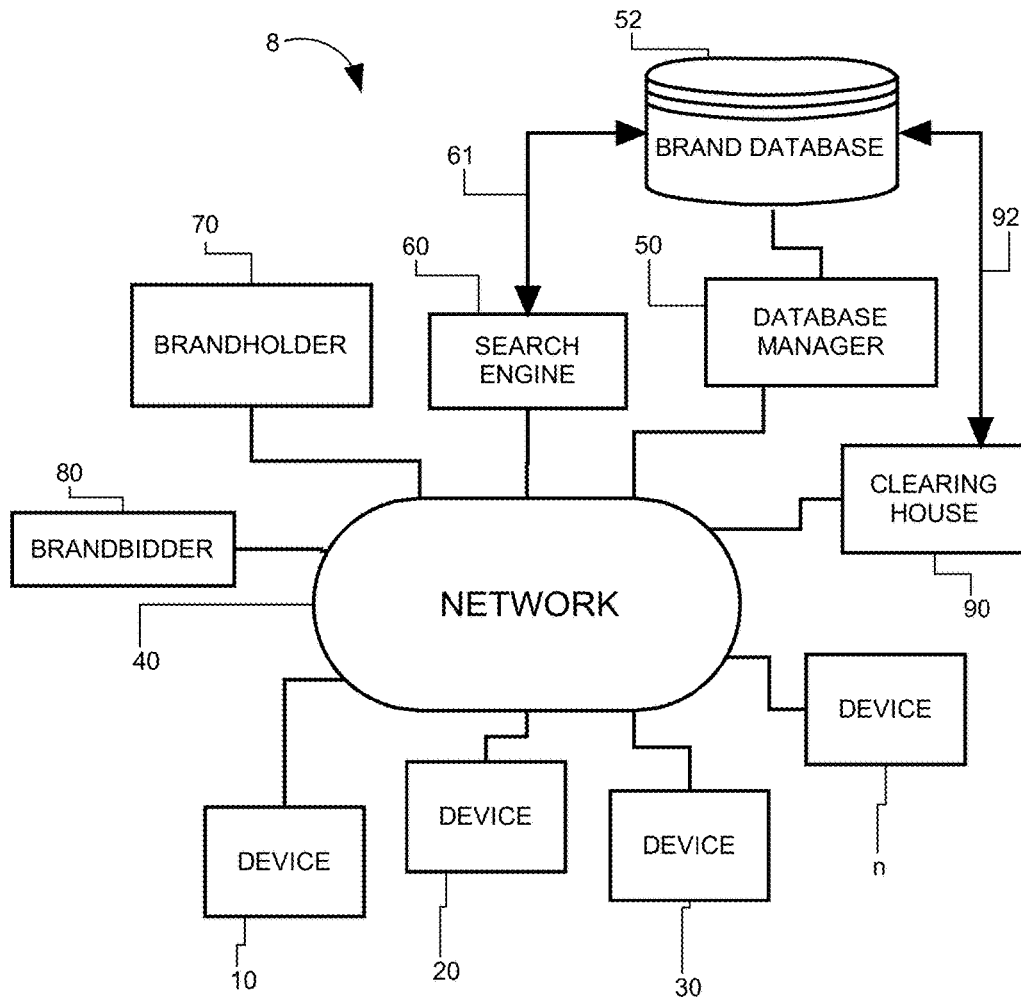 8
52
BRAND DATABASE
61
92
70
60
50
BRANDHOLDER
SEARCH
ENGINE
DATABASE
MANAGER
80
CLEARING
HOUSE
BRANDBIDDER
NETWORK
90
40
DEVICE
DEVICE
DEVICE
DEVICE
n
10
20
30